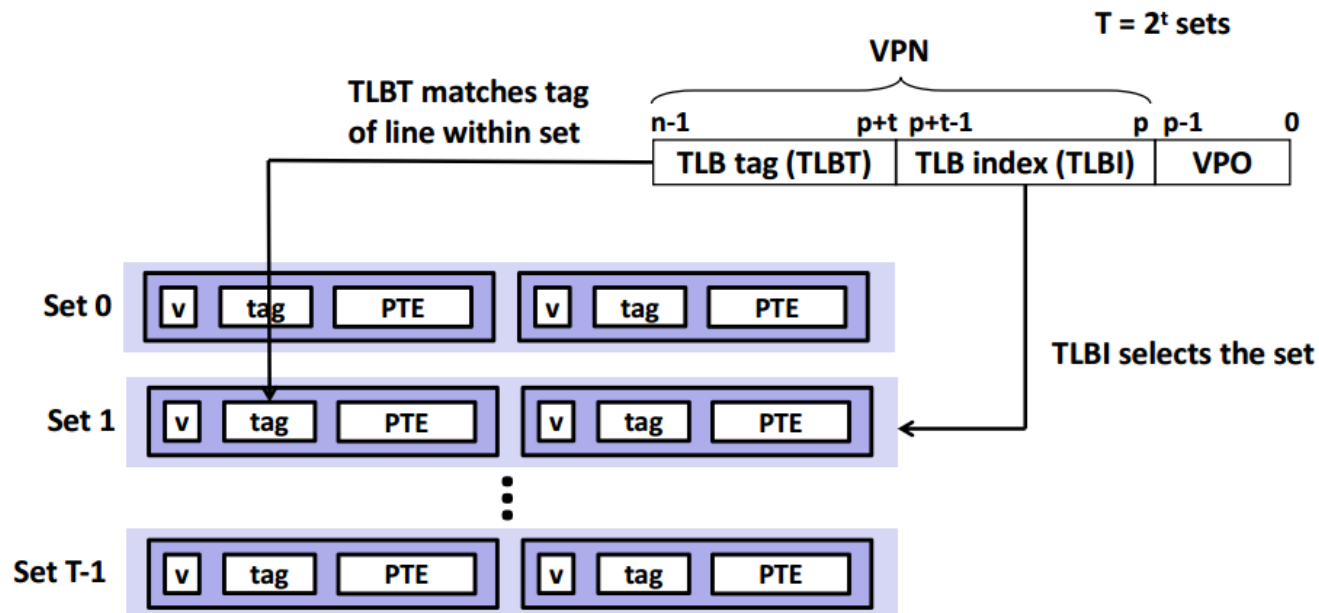 T = 2ᵗ sets
VPN
TLBT matches tag
of line within set
n-1 p+t p+t-1 p p-1 0
TLB tag (TLBT) TLB index (TLBI) VPO
Set 0 v tag PTE v tag PTE
TLBI selects the set
Set 1 v tag PTE v tag PTE
Set T-1 v tag PTE v tag PTE